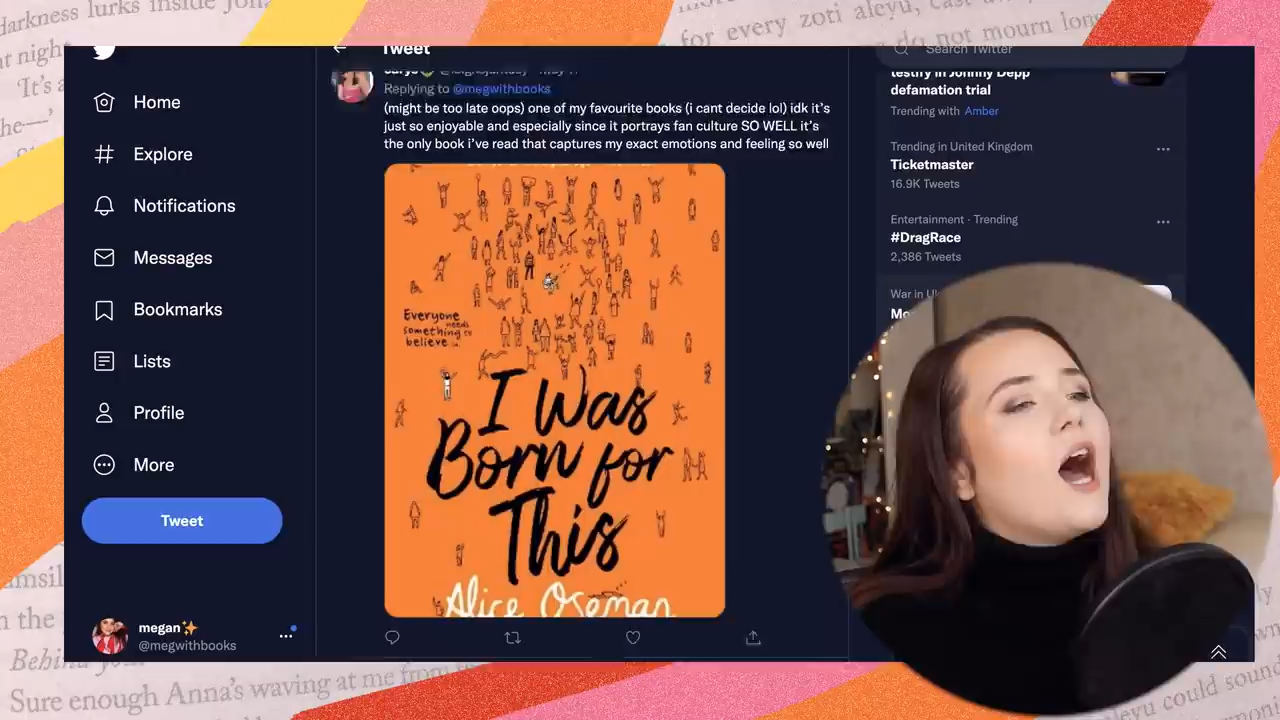 Tweet
Search Twitter
Home
Explore
Notifications
Messages
Bookmarks
Lists
Profile
More
Tweet
megan✨
@megwithbooks
Replying to @megwithbooks
(might be too late oops) one of my favourite books (i cant decide lol) idk it's
just so enjoyable and especially since it portrays fan culture SO WELL it's
the only book i've read that captures my exact emotions and feeling so well
Everyone
needs
something to
believe
I Was
Born for
This
Alice Oseman
testify in Johnny Depp
defamation trial
Trending with Amber
Trending in United Kingdom
Ticketmaster
16.9K Tweets
Entertainment · Trending
#DragRace
2,386 Tweets
War in
darkness lurks inside
for every zoti aleyu, cast
do not mourn long
Sure enough Anna's waving at me from
could sound